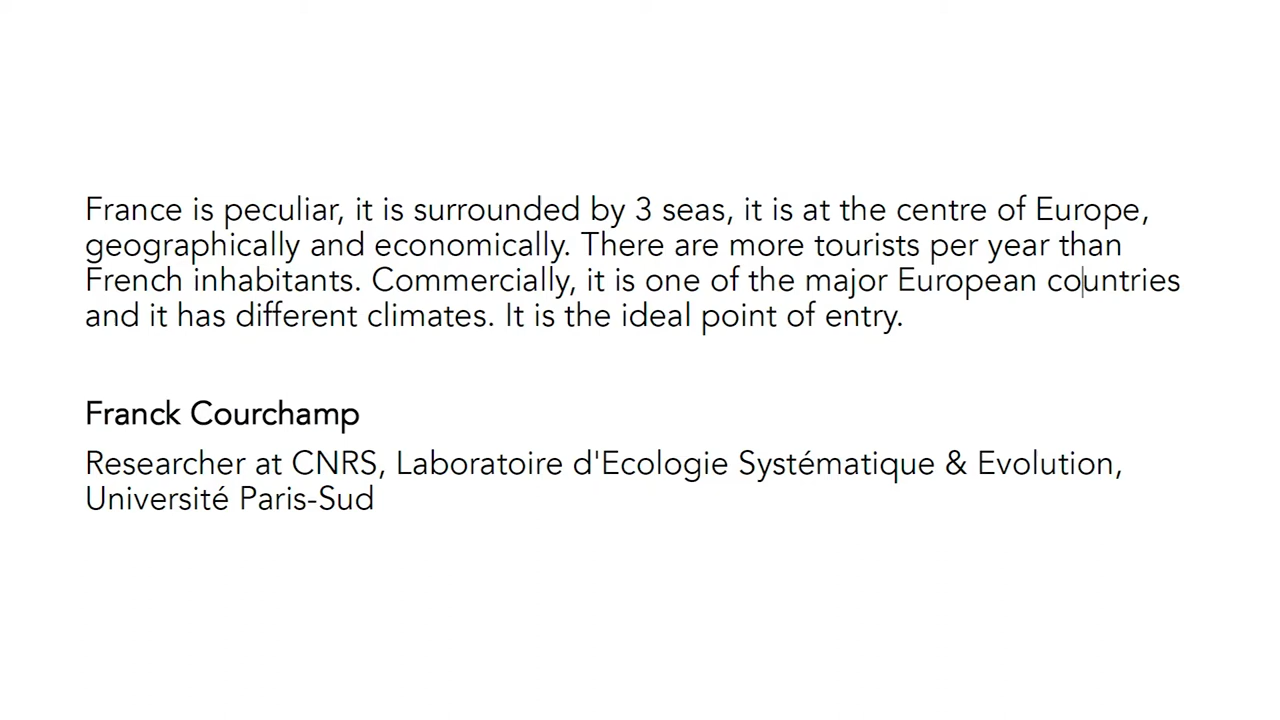 France is peculiar, it is surrounded by 3 seas, it is at the centre of Europe,
geographically and economically. There are more tourists per year than
French inhabitants. Commercially, it is one of the major European countries
and it has different climates. It is the ideal point of entry.
Franck Courchamp
Researcher at CNRS, Laboratoire d'Ecologie Systématique & Evolution,
Université Paris-Sud